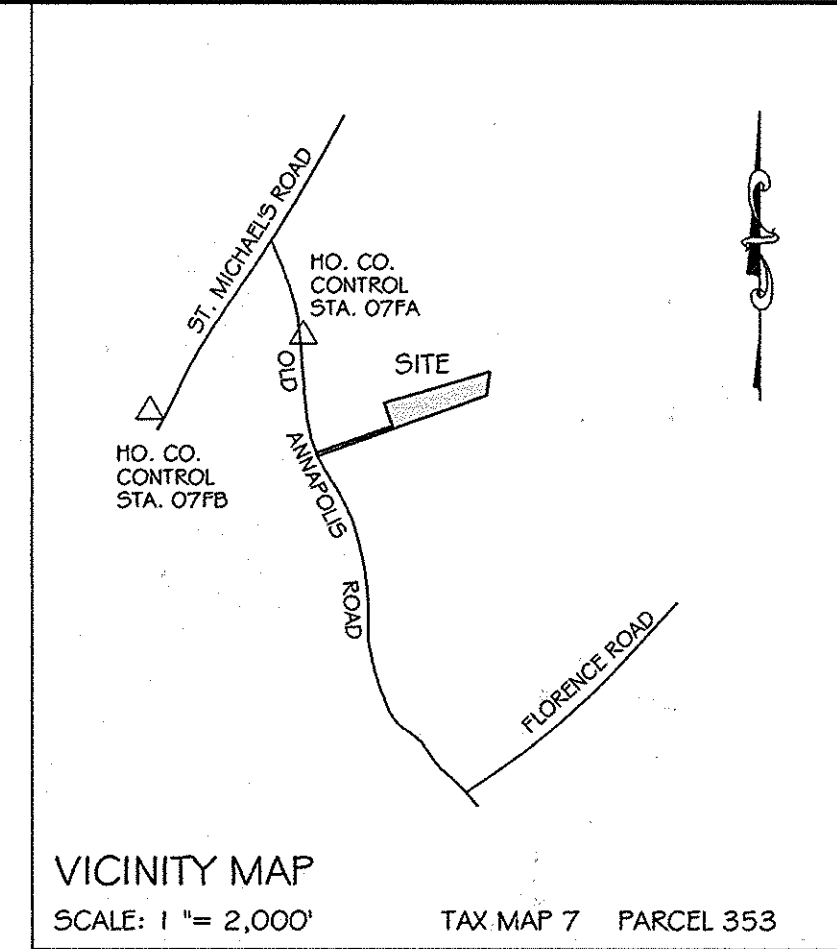 ST. MICHAEL'S ROAD
HO. CO.
CONTROL
STA. 07FA
OLD
SITE
HO. CO.
CONTROL
STA. 07FB
ANNAPOLIS
ROAD
FLORENCE ROAD
VICINITY MAP
SCALE: 1 "= 2,000'
TAX MAP 7 PARCEL 353